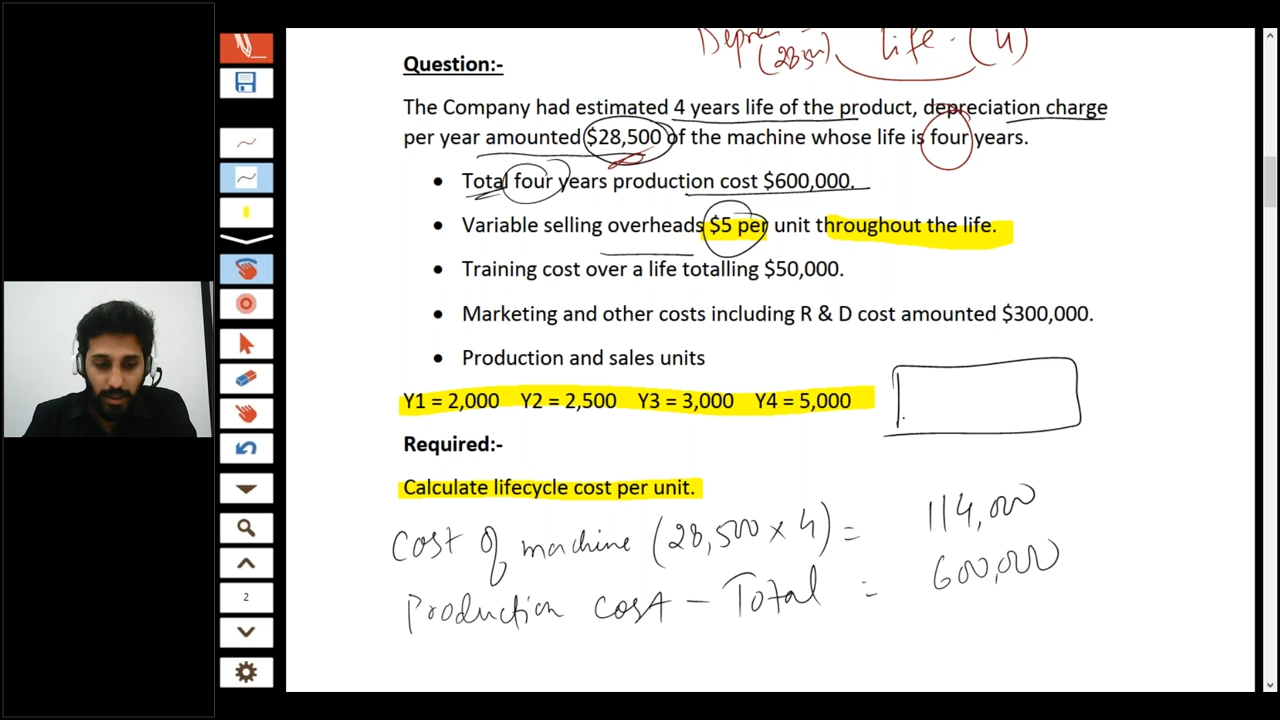 Depre life. (4)
Question:-
The Company had estimated 4 years life of the product, depreciation charge
per year amounted $28,500 of the machine whose life is four years.
• Total four years production cost $600,000.
• Variable selling overheads $5 per unit throughout the life.
• Training cost over a life totalling $50,000.
• Marketing and other costs including R & D cost amounted $300,000.
• Production and sales units
Y1 = 2,000 Y2 = 2,500 Y3 = 3,000 Y4 = 5,000
Required:-
Calculate lifecycle cost per unit.
Cost of machine (28,500 x 4) = 114,000
Production cost - Total = 600,000
2